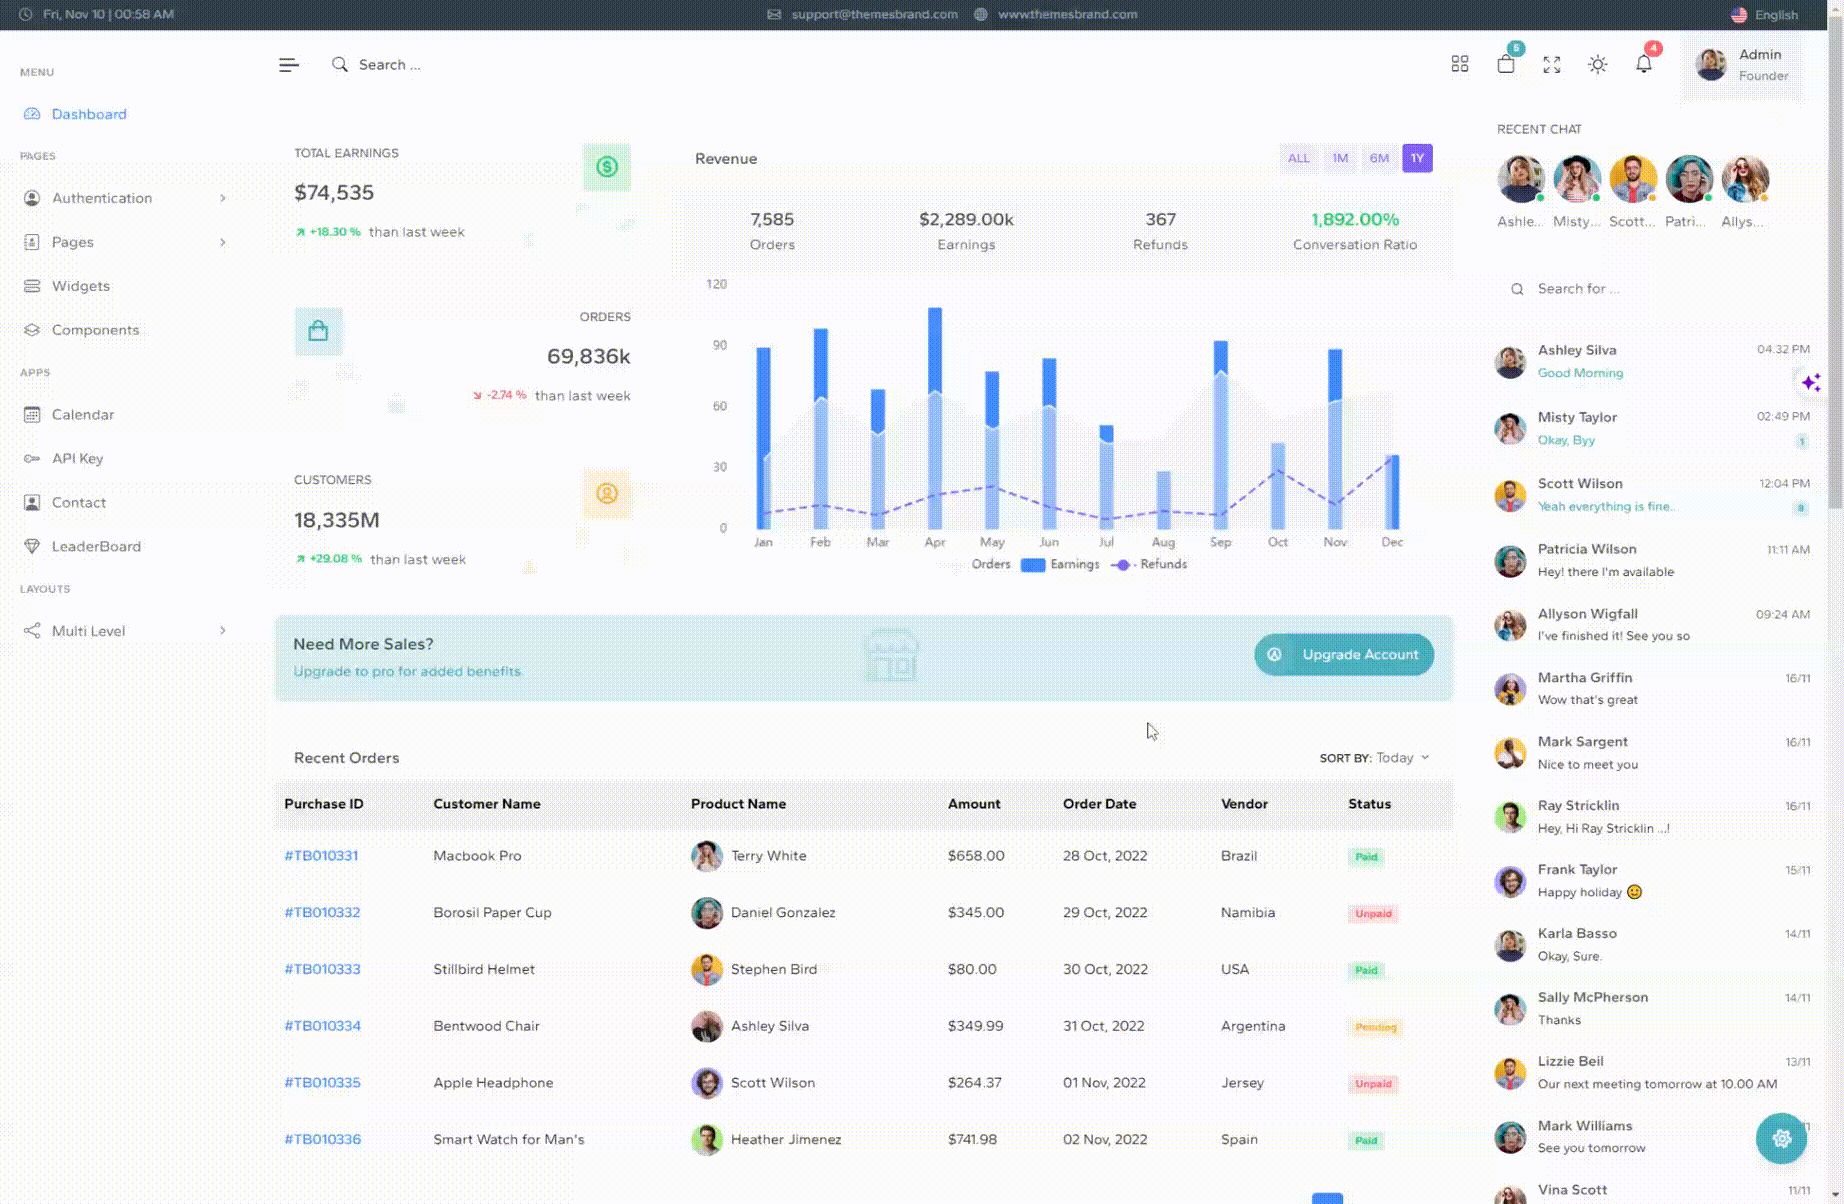 Fri, Nov 10 | 00:58 AM
support@themesbrand.com
www.themesbrand.com
English
MENU
Dashboard
PAGES
Authentication
Pages
Widgets
Components
APPS
Calendar
API Key
Contact
LeaderBoard
LAYOUTS
Multi Level
Search ...
5
4
Admin
Founder
TOTAL EARNINGS
$74,535
+18.30 % than last week
ORDERS
69,836k
-2.74 % than last week
CUSTOMERS
18,335M
+29.08 % than last week
Revenue
ALL 1M 6M 1Y
7,585
Orders
$2,289.00k
Earnings
367
Refunds
1,892.00%
Conversation Ratio
120
90
60
30
0
Jan Feb Mar Apr May Jun Jul Aug Sep Oct Nov Dec
Orders Earnings Refunds
Need More Sales?
Upgrade to pro for added benefits
Upgrade Account
Recent Orders
SORT BY: Today
Purchase ID Customer Name Product Name Amount Order Date Vendor Status
#TB010331 Macbook Pro Terry White $658.00 28 Oct, 2022 Brazil Paid
#TB010332 Borosil Paper Cup Daniel Gonzalez $345.00 29 Oct, 2022 Namibia Unpaid
#TB010333 Stillbird Helmet Stephen Bird $80.00 30 Oct, 2022 USA Paid
#TB010334 Bentwood Chair Ashley Silva $349.99 31 Oct, 2022 Argentina Pending
#TB010335 Apple Headphone Scott Wilson $264.37 01 Nov, 2022 Jersey Unpaid
#TB010336 Smart Watch for Man's Heather Jimenez $741.98 02 Nov, 2022 Spain Paid
RECENT CHAT
Ashle... Misty... Scott... Patri... Allys...
Search for ...
Ashley Silva 04:32 PM
Good Morning
Misty Taylor 02:49 PM
Okay, Byy 1
Scott Wilson 12:04 PM
Yeah everything is fine... 8
Patricia Wilson 11:11 AM
Hey! there I'm available
Allyson Wigfall 09:24 AM
I've finished it! See you so
Martha Griffin 16/11
Wow that's great
Mark Sargent 16/11
Nice to meet you
Ray Stricklin 16/11
Hey, Hi Ray Stricklin ...!
Frank Taylor 15/11
Happy holiday 🙂
Karla Basso 14/11
Okay, Sure.
Sally McPherson 14/11
Thanks
Lizzie Beil 13/11
Our next meeting tomorrow at 10.00 AM
Mark Williams
See you tomorrow
Vina Scott 11/11